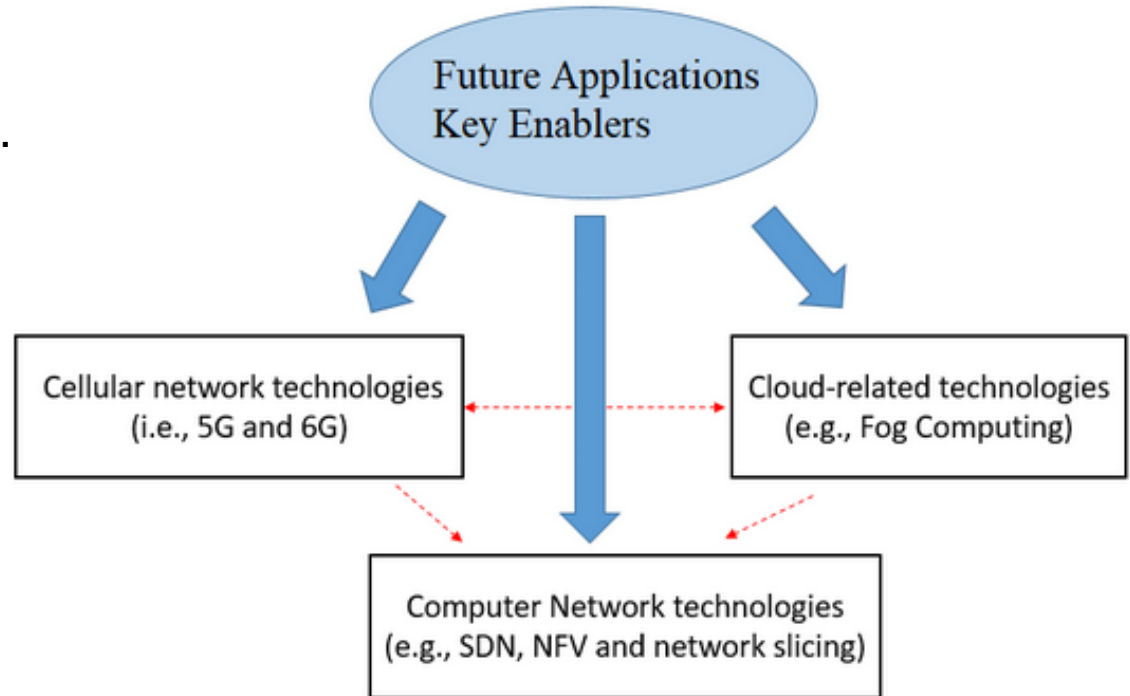 Future Applications
Key Enablers
.
Cellular network technologies
(i.e., 5G and 6G)
Cloud-related technologies
(e.g., Fog Computing)
Computer Network technologies
(e.g., SDN, NFV and network slicing)